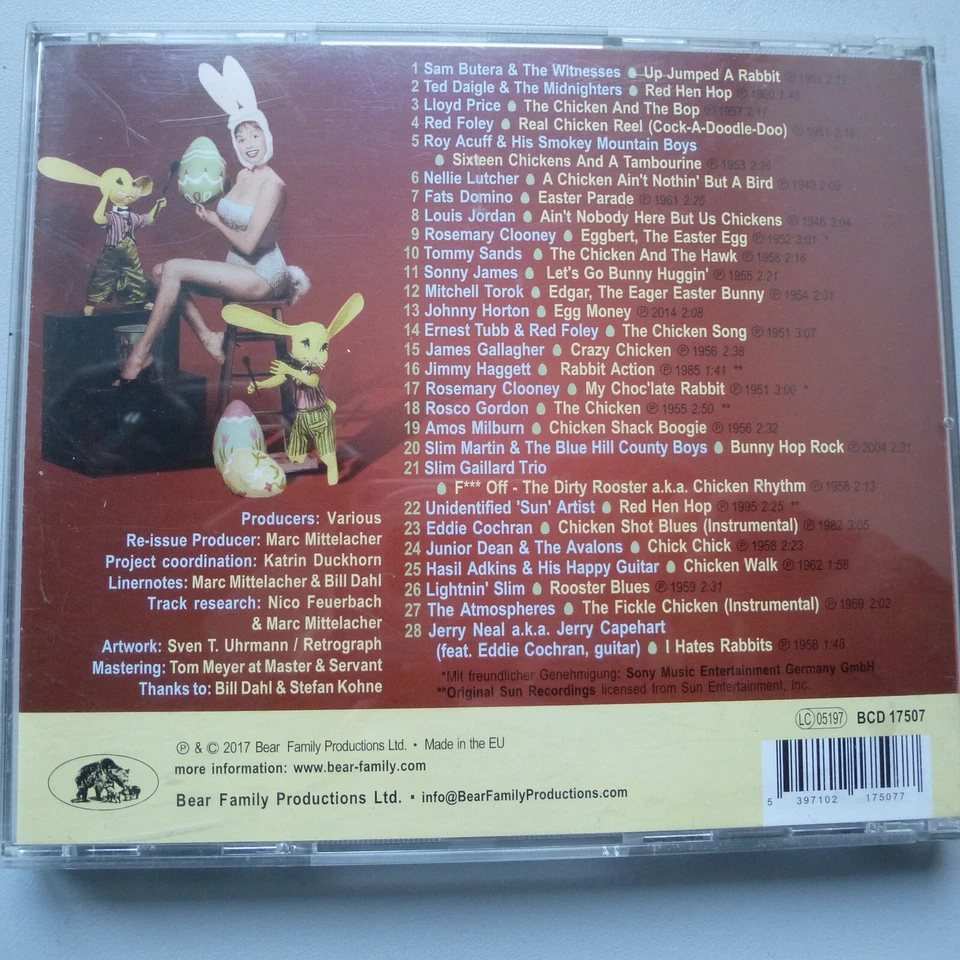 1 Sam Butera & The Witnesses Up Jumped A Rabbit ℗
2 Ted Daigle & The Midnighters Red Hen Hop ℗ 1960 1:48
3 Lloyd Price The Chicken And The Bop ℗ 1957 2:17
4 Red Foley Real Chicken Reel (Cock-A-Doodle-Doo) ℗ 1951 2:16
5 Roy Acuff & His Smokey Mountain Boys
Sixteen Chickens And A Tambourine ℗ 1953 2:36
6 Nellie Lutcher A Chicken Ain't Nothin' But A Bird ℗ 1949 2:09
7 Fats Domino Easter Parade ℗ 1961 2:26
8 Louis Jordan Ain't Nobody Here But Us Chickens ℗ 1946 3:04
9 Rosemary Clooney Eggbert, The Easter Egg ℗ 1952 3:01 *
10 Tommy Sands The Chicken And The Hawk ℗ 1958 2:16
11 Sonny James Let's Go Bunny Huggin' ℗ 1955 2:21
12 Mitchell Torok Edgar, The Eager Easter Bunny ℗ 1954 2:31
13 Johnny Horton Egg Money ℗ 2014 2:08
14 Ernest Tubb & Red Foley The Chicken Song ℗ 1951 3:07
15 James Gallagher Crazy Chicken ℗ 1956 2:38
16 Jimmy Haggett Rabbit Action ℗ 1985 1:41 **
17 Rosemary Clooney My Choc'late Rabbit ℗ 1951 3:00 *
18 Rosco Gordon The Chicken ℗ 1955 2:50 **
19 Amos Milburn Chicken Shack Boogie ℗ 1956 2:32
20 Slim Martin & The Blue Hill County Boys Bunny Hop Rock ℗ 2004 2:31
21 Slim Gaillard Trio
F*** Off - The Dirty Rooster a.k.a. Chicken Rhythm ℗ 1958 2:13
22 Unidentified 'Sun' Artist Red Hen Hop ℗ 1995 2:25 **
23 Eddie Cochran Chicken Shot Blues (Instrumental) ℗ 1982 3:05
24 Junior Dean & The Avalons Chick Chick ℗ 1958 2:23
25 Hasil Adkins & His Happy Guitar Chicken Walk ℗ 1962 1:58
26 Lightnin' Slim Rooster Blues ℗ 1959 2:31
27 The Atmospheres The Fickle Chicken (Instrumental) ℗ 1959 2:02
28 Jerry Neal a.k.a. Jerry Capehart
(feat. Eddie Cochran, guitar) I Hates Rabbits ℗ 1958 1:48
*Mit freundlicher Genehmigung: Sony Music Entertainment Germany GmbH
**Original Sun Recordings licensed from Sun Entertainment, Inc.
Producers: Various
Re-issue Producer: Marc Mittelacher
Project coordination: Katrin Duckhorn
Linernotes: Marc Mittelacher & Bill Dahl
Track research: Nico Feuerbach
& Marc Mittelacher
Artwork: Sven T. Uhrmann / Retrograph
Mastering: Tom Meyer at Master & Servant
Thanks to: Bill Dahl & Stefan Kohne
LC 05197 BCD 17507
℗ & © 2017 Bear Family Productions Ltd. • Made in the EU
more information: www.bear-family.com
Bear Family Productions Ltd. • info@BearFamilyProductions.com
5 397102 175077